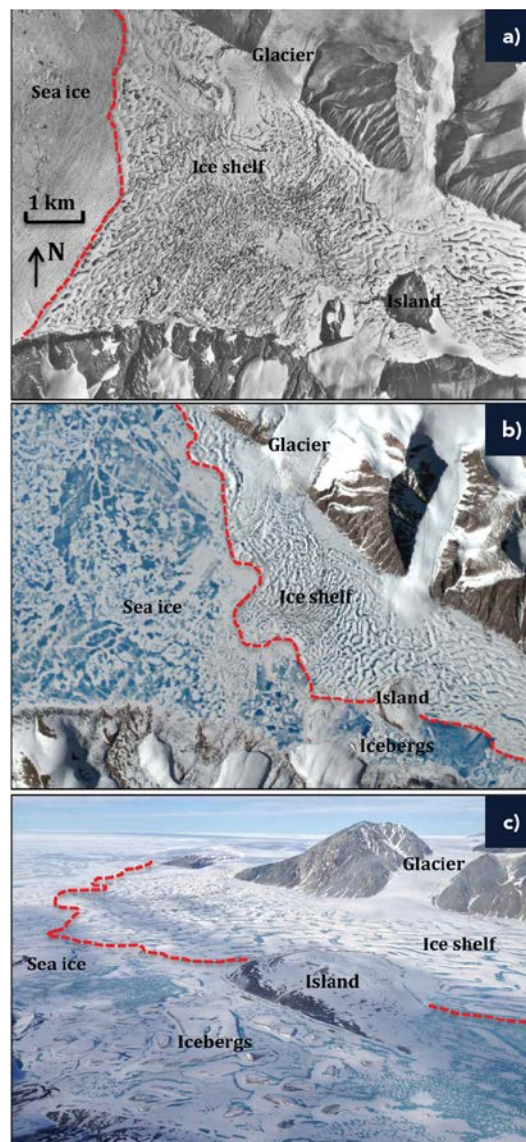 a)
Glacier
Sea ice
Ice shelf
1 km
N
Island
b)
Glacier
Ice shelf
Sea ice
Island
Icebergs
c)
Glacier
Ice shelf
Sea ice
Island
Icebergs